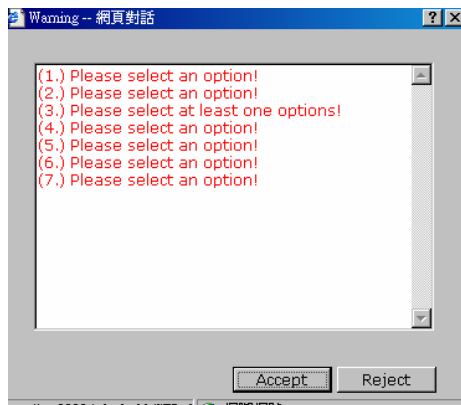 Warning -- 網頁對話
(1.) Please select an option!
(2.) Please select an option!
(3.) Please select at least one options!
(4.) Please select an option!
(5.) Please select an option!
(6.) Please select an option!
(7.) Please select an option!
Accept Reject